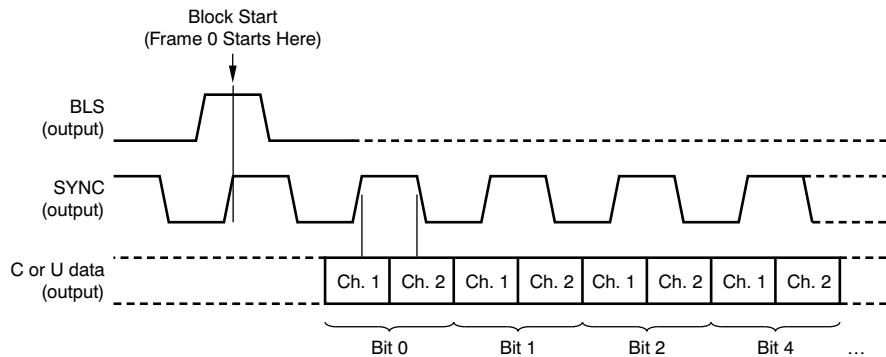 Block Start
(Frame 0 Starts Here)
BLS
(output)
SYNC
(output)
C or U data
(output)
Ch. 1 Ch. 2 Ch. 1 Ch. 2 Ch. 1 Ch. 2 Ch. 1 Ch. 2
Bit 0 Bit 1 Bit 2 Bit 4 ...